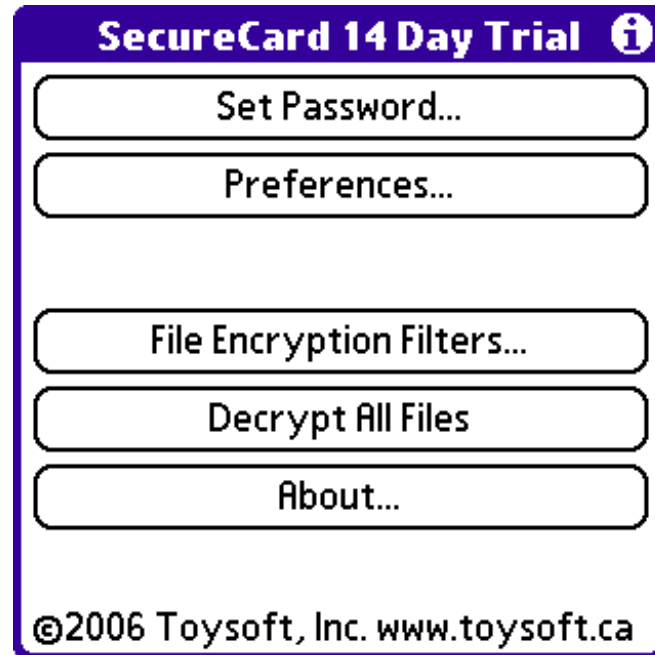 SecureCard 14 Day Trial
Set Password...
Preferences...
File Encryption Filters...
Decrypt All Files
About...
©2006 Toysoft, Inc. www.toysoft.ca